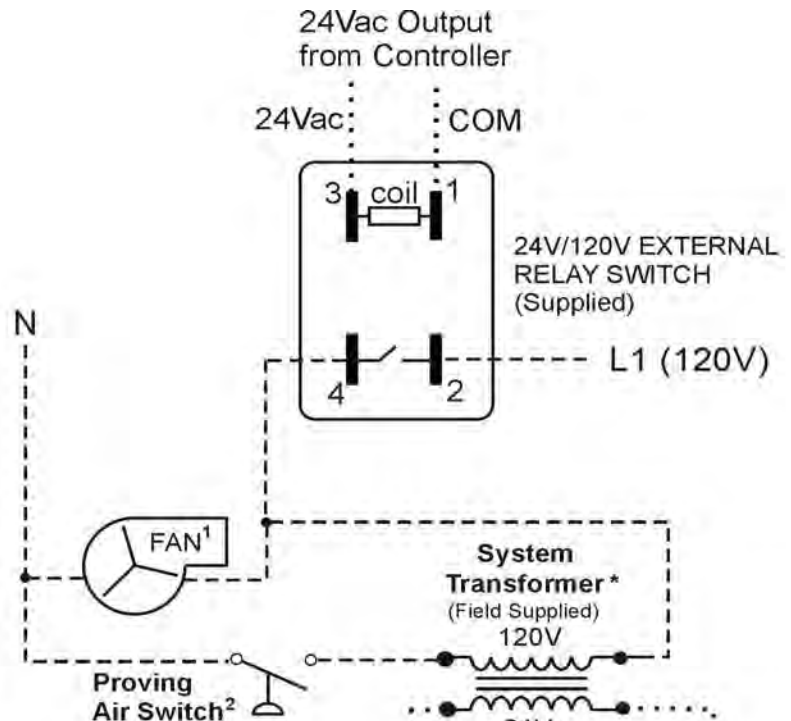 24Vac Output
from Controller
24Vac
COM
3 coil 1
24V/120V EXTERNAL
RELAY SWITCH
(Supplied)
N
L1 (120V)
4 2
FAN¹
System
Transformer *
(Field Supplied)
120V
Proving
Air Switch²